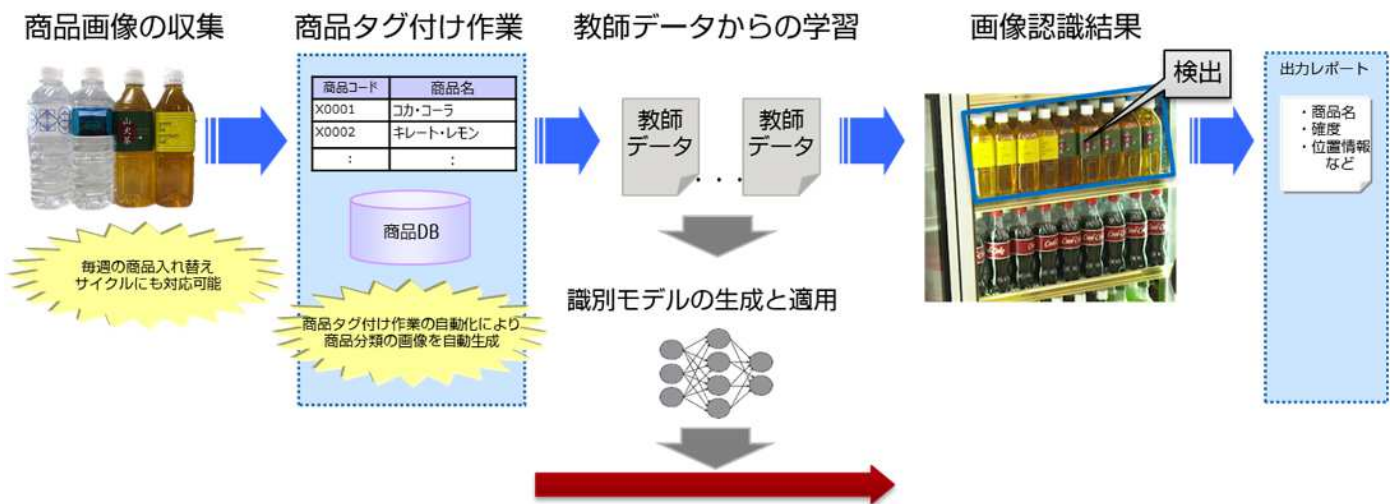 商品画像の収集
商品タグ付け作業
教師データからの学習
画像認識結果
山火茶
毎週の商品入れ替え
サイクルにも対応可能
商品コード 商品名
X0001 コカ・コーラ
X0002 キレート・レモン
: :
商品DB
商品タグ付け作業の自動化により
商品分類の画像を自動生成
教師
データ
・・・
教師
データ
識別モデルの生成と適用
検出
出力レポート
・商品名
・確度
・位置情報
など